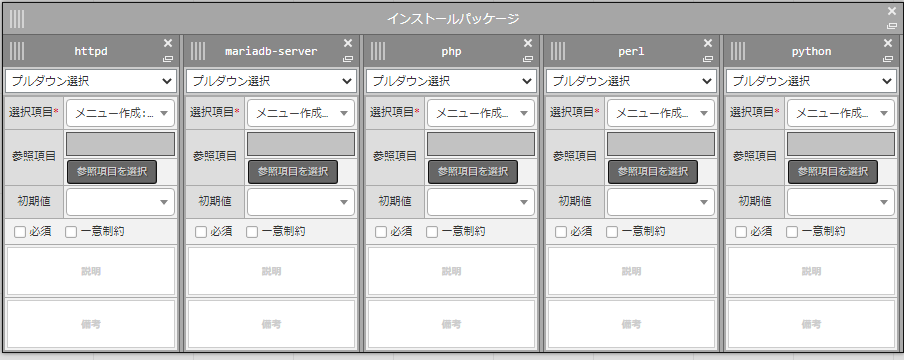 インストールパッケージ
httpd mariadb-server php perl python
プルダウン選択 プルダウン選択 プルダウン選択 プルダウン選択 プルダウン選択
選択項目* メニュー作成:... 選択項目* メニュー作成... 選択項目* メニュー作成... 選択項目* メニュー作成... 選択項目* メニュー作成...
参照項目 参照項目 参照項目 参照項目 参照項目
参照項目を選択 参照項目を選択 参照項目を選択 参照項目を選択 参照項目を選択
初期値 初期値 初期値 初期値 初期値
必須 一意制約 必須 一意制約 必須 一意制約 必須 一意制約 必須 一意制約
説明 説明 説明 説明 説明
備考 備考 備考 備考 備考